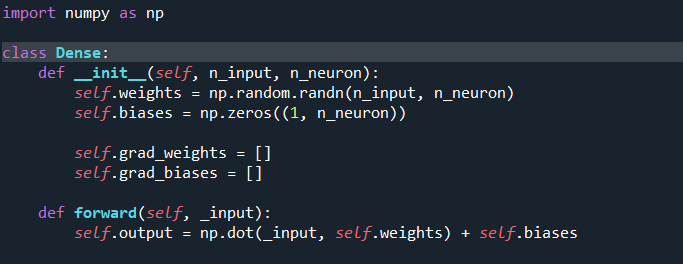 import numpy as np
class Dense:
    def __init__(self, n_input, n_neuron):
        self.weights = np.random.randn(n_input, n_neuron)
        self.biases = np.zeros((1, n_neuron))
        self.grad_weights = []
        self.grad_biases = []
    def forward(self, _input):
        self.output = np.dot(_input, self.weights) + self.biases